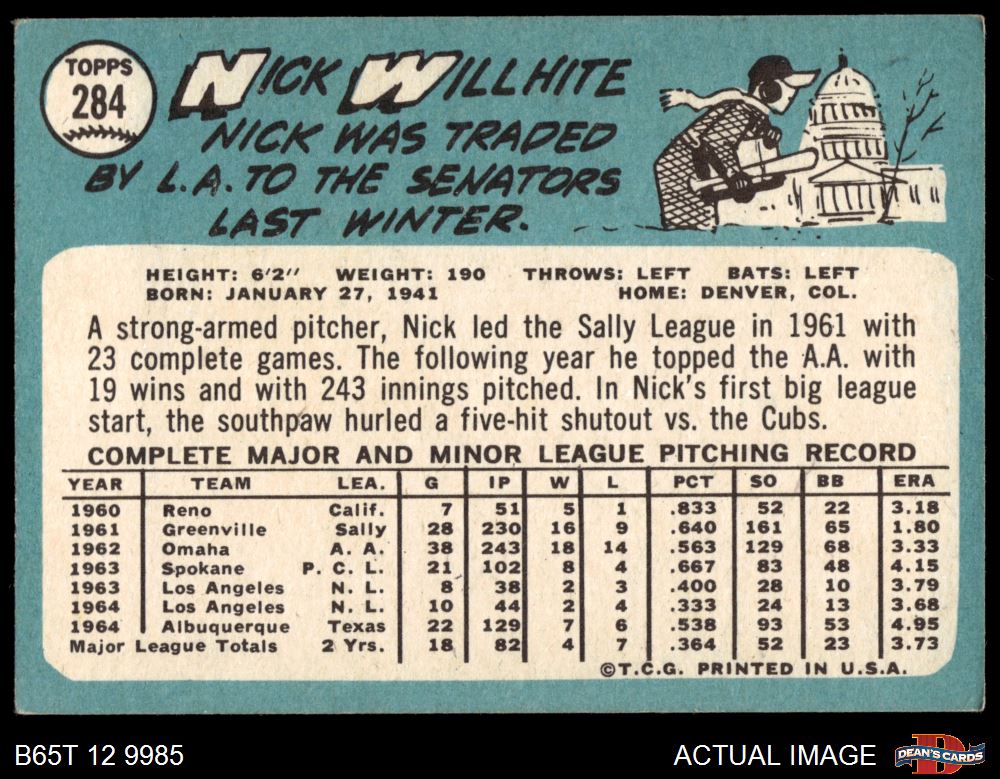 TOPPS
284
NICK WILLHITE
NICK WAS TRADED
BY L.A. TO THE SENATORS
LAST WINTER.
HEIGHT: 6'2" WEIGHT: 190 THROWS: LEFT BATS: LEFT
BORN: JANUARY 27, 1941 HOME: DENVER, COL.
A strong-armed pitcher, Nick led the Sally League in 1961 with
23 complete games. The following year he topped the A.A. with
19 wins and with 243 innings pitched. In Nick's first big league
start, the southpaw hurled a five-hit shutout vs. the Cubs.
COMPLETE MAJOR AND MINOR LEAGUE PITCHING RECORD
YEAR TEAM LEA. G IP W L PCT SO BB ERA
1960 Reno Calif. 7 51 5 1 .833 52 22 3.18
1961 Greenville Sally 28 230 16 9 .640 161 65 1.80
1962 Omaha A. A. 38 243 18 14 .563 129 68 3.33
1963 Spokane P. C. L. 21 102 8 4 .667 83 48 4.15
1963 Los Angeles N. L. 8 38 2 3 .400 28 10 3.79
1964 Los Angeles N. L. 10 44 2 4 .333 24 13 3.68
1964 Albuquerque Texas 22 129 7 6 .538 93 53 4.95
Major League Totals 2 Yrs. 18 82 4 7 .364 52 23 3.73
©T.C.G. PRINTED IN U.S.A.
B65T 12 9985 ACTUAL IMAGE DEAN'S CARDS